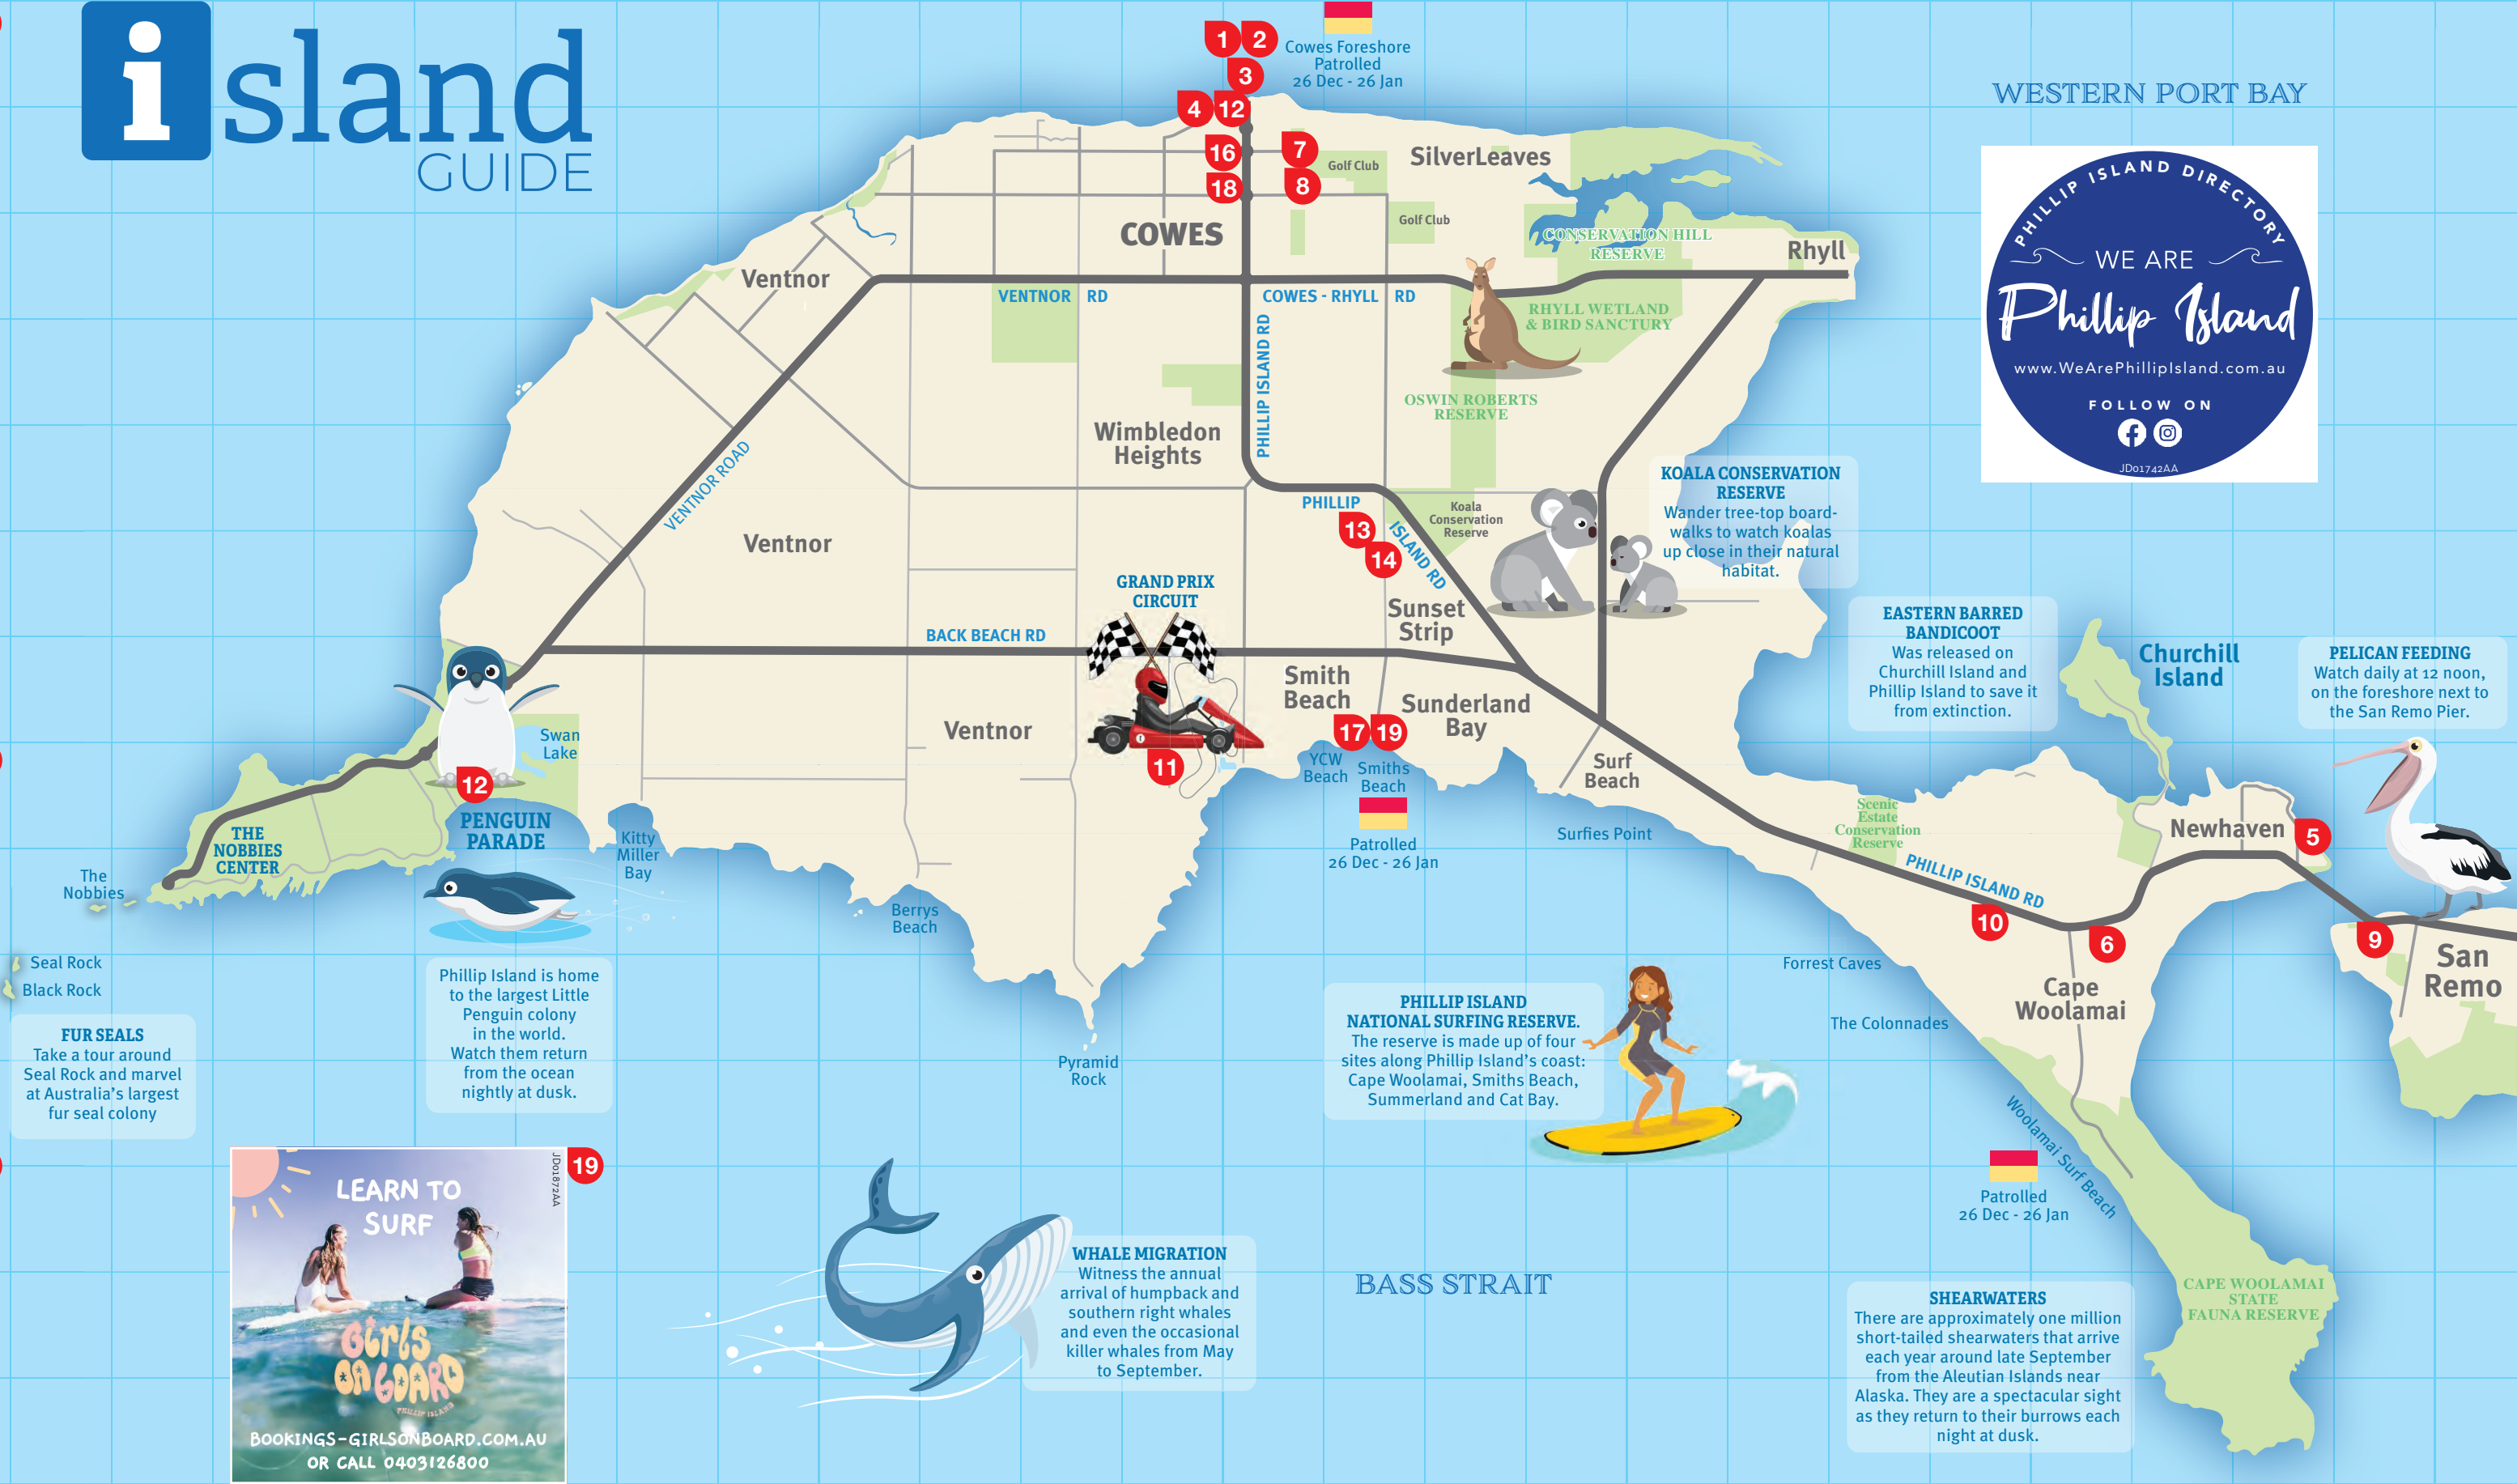 island
GUIDE
1
2
3
4
12
16
18
7
8
Cowes Foreshore
Patrolled
26 Dec - 26 Jan
WESTERN PORT BAY
PHILLIP ISLAND DIRECTORY
WE ARE
Phillip Island
www.WeArePhillipIsland.com.au
FOLLOW ON
JD01742AA
Golf Club
SilverLeaves
Golf Club
COWES
CONSERVATION HILL
RESERVE
Rhyll
Ventnor
VENTNOR RD
COWES - RHYLL RD
PHILLIP ISLAND RD
RHYLL WETLAND
& BIRD SANCTUARY
OSWIN ROBERTS
RESERVE
Wimbledon
Heights
VENTNOR ROAD
PHILLIP
ISLAND RD
13
14
Koala
Conservation
Reserve
KOALA CONSERVATION
RESERVE
Wander tree-top board-
walks to watch koalas
up close in their natural
habitat.
Ventnor
GRAND PRIX
CIRCUIT
BACK BEACH RD
Sunset
Strip
EASTERN BARRED
BANDICOOT
Was released on
Churchill Island and
Phillip Island to save it
from extinction.
Churchill
Island
PELICAN FEEDING
Watch daily at 12 noon,
on the foreshore next to
the San Remo Pier.
Smith
Beach
Sunderland
Bay
Ventnor
11
17
19
YCW
Beach
Smiths
Beach
Patrolled
26 Dec - 26 Jan
Surf
Beach
Surfies Point
Swan
Lake
12
PENGUIN
PARADE
THE
NOBBIES
CENTER
The
Nobbies
Kitty
Miller
Bay
Berrys
Beach
Scenic
Estate
Conservation
Reserve
Newhaven
5
PHILLIP ISLAND RD
10
6
9
San
Remo
Cape
Woolamai
Forrest Caves
The Colonnades
Seal Rock
Black Rock
FUR SEALS
Take a tour around
Seal Rock and marvel
at Australia's largest
fur seal colony
Phillip Island is home
to the largest Little
Penguin colony
in the world.
Watch them return
from the ocean
nightly at dusk.
Pyramid
Rock
PHILLIP ISLAND
NATIONAL SURFING RESERVE.
The reserve is made up of four
sites along Phillip Island's coast:
Cape Woolamai, Smiths Beach,
Summerland and Cat Bay.
Woolamai Surf Beach
Patrolled
26 Dec - 26 Jan
LEARN TO
SURF
JD01872AA
19
Girls
ON BOARD
PHILLIP ISLAND
BOOKINGS-GIRLSONBOARD.COM.AU
OR CALL 0403126800
WHALE MIGRATION
Witness the annual
arrival of humpback and
southern right whales
and even the occasional
killer whales from May
to September.
BASS STRAIT
SHEARWATERS
There are approximately one million
short-tailed shearwaters that arrive
each year around late September
from the Aleutian Islands near
Alaska. They are a spectacular sight
as they return to their burrows each
night at dusk.
CAPE WOOLAMAI
STATE
FAUNA RESERVE